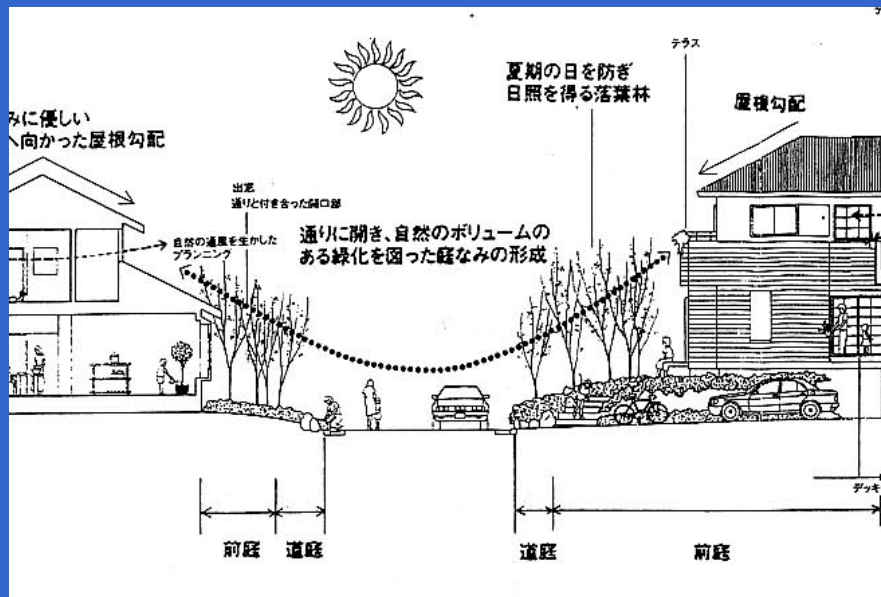 テラス
夏期の日を防ぎ
日照を得る落葉林
屋根勾配
みに優しい
へ向かった屋根勾配
出窓
通りと付き合った開口部
自然の通風を生かした
プランニング
通りに開き、自然のボリュームの
ある緑化を図った庭なみの形成
デッキ
前庭
道庭
道庭
前庭